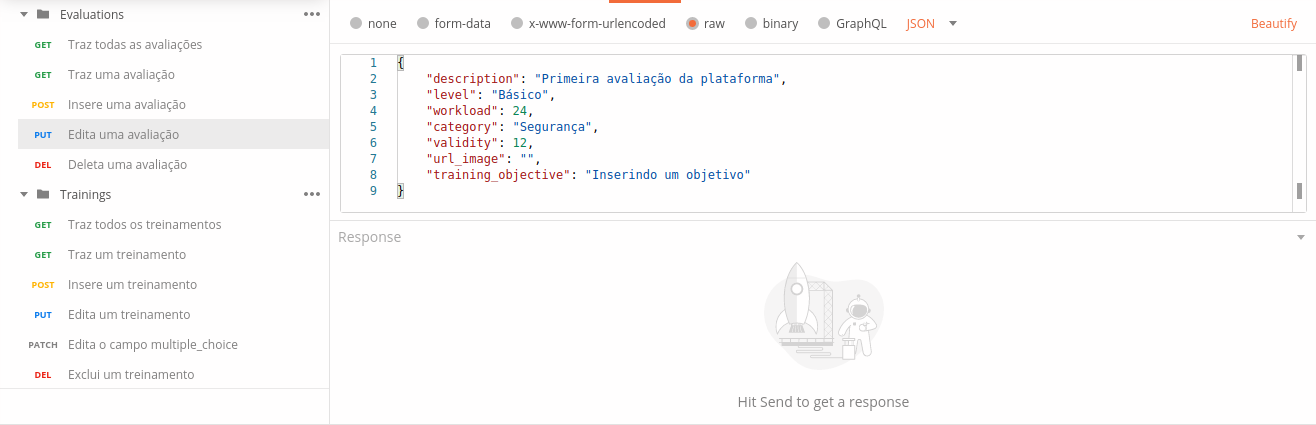 Evaluations
GET Traz todas as avaliações
GET Traz uma avaliação
POST Insere uma avaliação
PUT Edita uma avaliação
DEL Deleta uma avaliação
Trainings
GET Traz todos os treinamentos
GET Traz um treinamento
POST Insere um treinamento
PUT Edita um treinamento
PATCH Edita o campo multiple_choice
DEL Exclui um treinamento
none form-data x-www-form-urlencoded raw binary GraphQL JSON Beautify
1 {
2 "description": "Primeira avaliação da plataforma",
3 "level": "Básico",
4 "workload": 24,
5 "category": "Segurança",
6 "validity": 12,
7 "url_image": "",
8 "training_objective": "Inserindo um objetivo"
9 }
Response
Hit Send to get a response